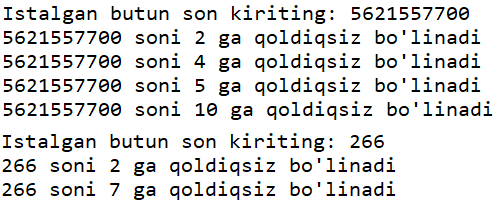 Istalgan butun son kiriting: 5621557700
5621557700 soni 2 ga qoldiqsiz bo'linadi
5621557700 soni 4 ga qoldiqsiz bo'linadi
5621557700 soni 5 ga qoldiqsiz bo'linadi
5621557700 soni 10 ga qoldiqsiz bo'linadi
Istalgan butun son kiriting: 266
266 soni 2 ga qoldiqsiz bo'linadi
266 soni 7 ga qoldiqsiz bo'linadi